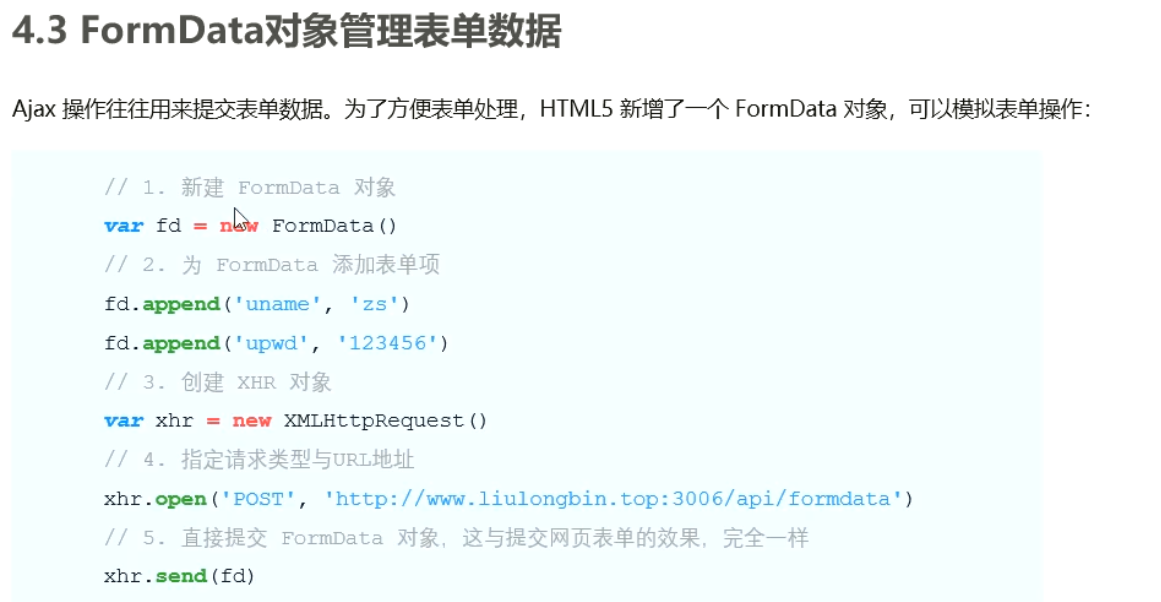 4.3 FormData对象管理表单数据
Ajax 操作往往用来提交表单数据。为了方便表单处理，HTML5 新增了一个 FormData 对象，可以模拟表单操作：
// 1. 新建 FormData 对象
var fd = new FormData()
// 2. 为 FormData 添加表单项
fd.append('uname', 'zs')
fd.append('upwd', '123456')
// 3. 创建 XHR 对象
var xhr = new XMLHttpRequest()
// 4. 指定请求类型与URL地址
xhr.open('POST', 'http://www.liulongbin.top:3006/api/formdata')
// 5. 直接提交 FormData 对象，这与提交网页表单的效果，完全一样
xhr.send(fd)